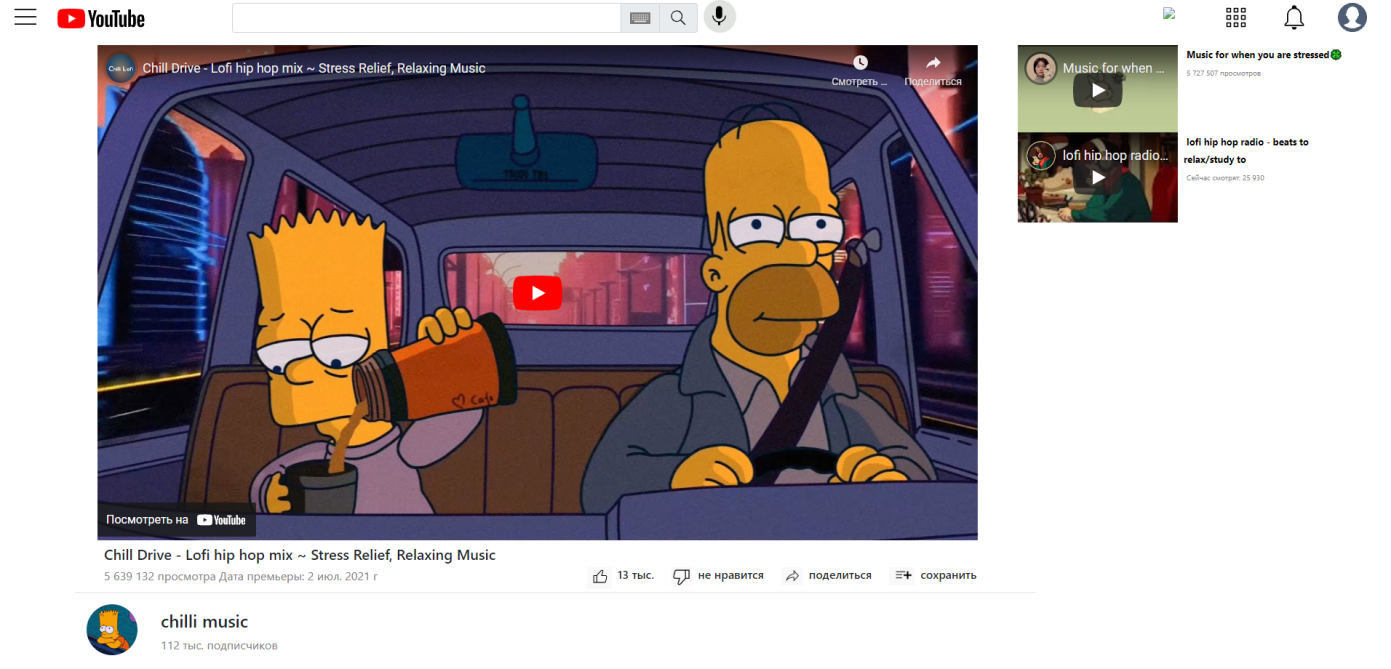 YouTube
Chilli Lofi
Chill Drive - Lofi hip hop mix ~ Stress Relief, Relaxing Music
Смотреть ...
Поделиться
Cafe
Посмотреть на YouTube
Music for when ...
Music for when you are stressed🍀
5 727 507 просмотров
lofi hip hop radio...
lofi hip hop radio - beats to
relax/study to
Сейчас смотрят: 25 930
Chill Drive - Lofi hip hop mix ~ Stress Relief, Relaxing Music
5 639 132 просмотра Дата премьеры: 2 июл. 2021 г
13 тыс.
не нравится
поделиться
сохранить
chilli music
112 тыс. подписчиков